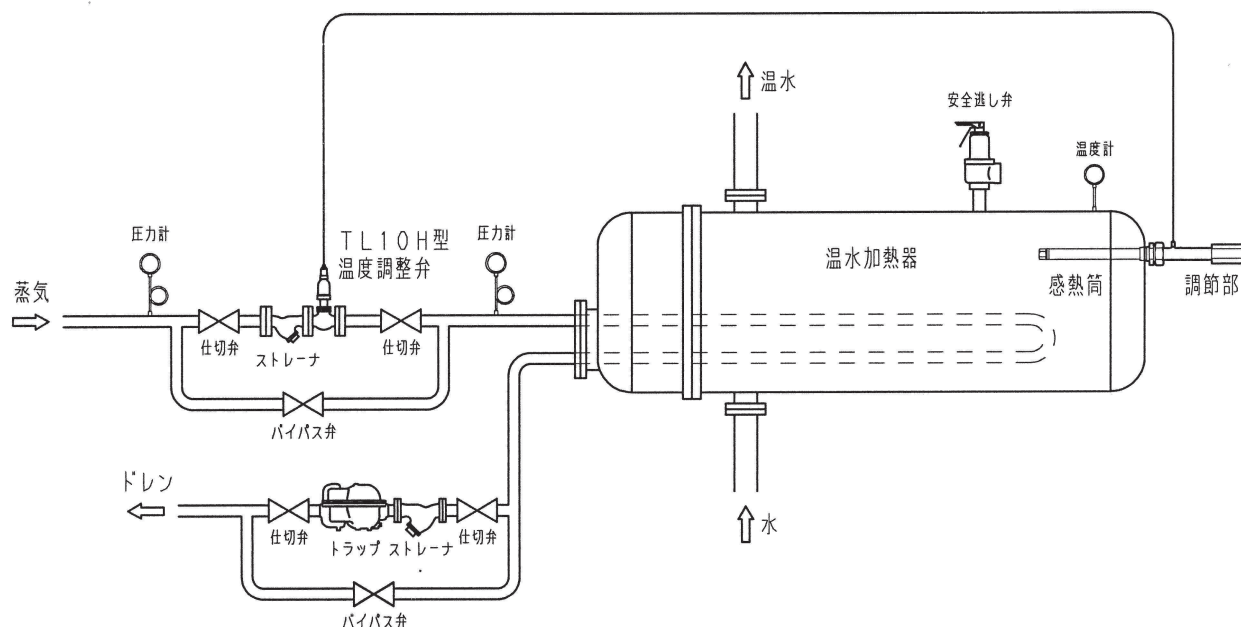 温水
安全逃し弁
温度計
圧力計
TL10H型
温度調整弁
圧力計
温水加熱器
感熱筒
調節部
蒸気
仕切弁
ストレーナ
仕切弁
バイパス弁
ドレン
仕切弁
トラップ
ストレーナ
仕切弁
水
バイパス弁